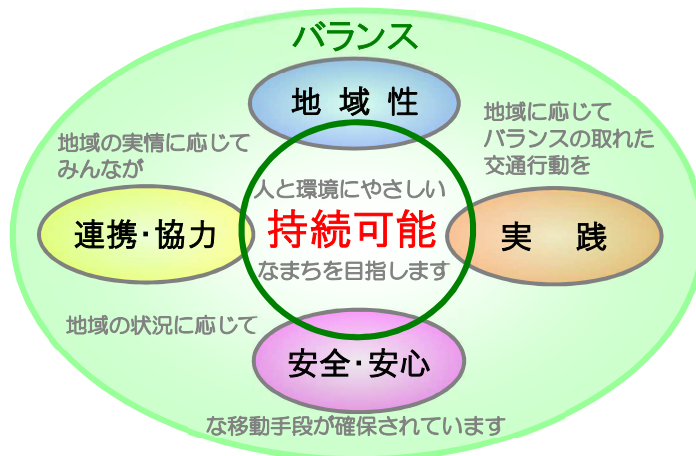 バランス
地域性
地域の実情に応じて
みんなが
連携・協力
地域に応じて
バランスの取れた
交通行動を
実践
人と環境にやさしい
持続可能
なまちを目指します
地域の状況に応じて
安全・安心
な移動手段が確保されています